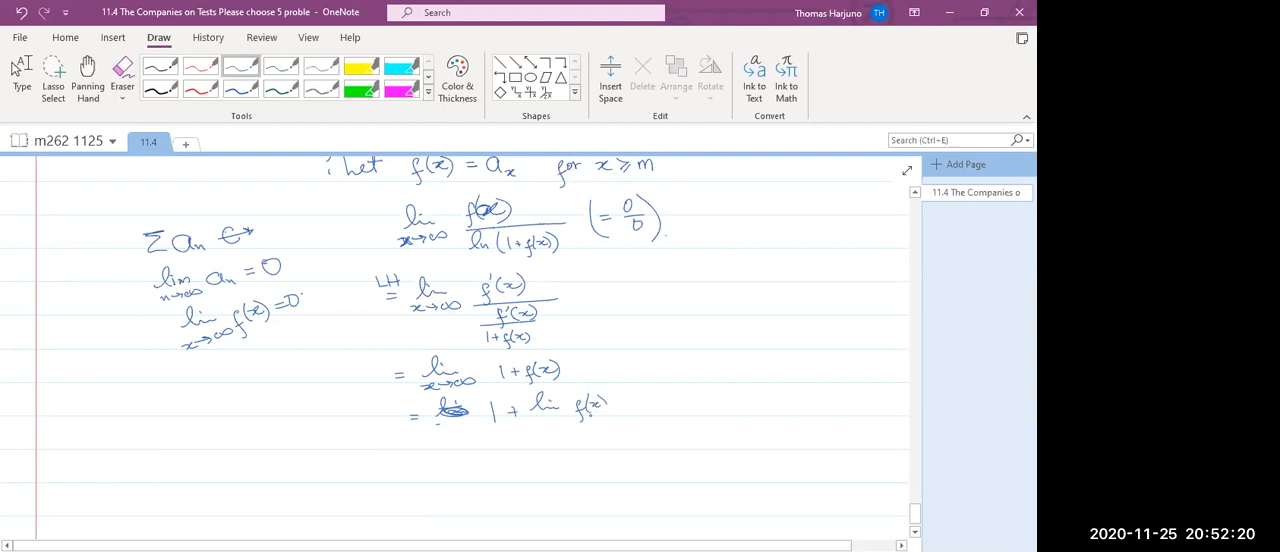 11.4 The Companies on Tests Please choose 5 proble - OneNote
Search
Thomas Harjuno TH
File Home Insert Draw History Review View Help
Type Lasso Select Panning Hand Eraser
Color & Thickness
Insert Space Delete Arrange Rotate
Ink to Text Ink to Math
Tools Shapes Edit Convert
m262 1125 11.4 +
Search (Ctrl+E)
+ Add Page
11.4 The Companies o
: Let f(x) = aₓ for x ⩾ m
lim x→∞ f(x) / ln(1+f(x)) (= 0/0).
Σ aₙ
lim n→∞ aₙ = 0
lim x→∞ f(x) = 0
LH = lim x→∞ f'(x) / (f'(x) / 1+f(x))
= lim x→∞ 1 + f(x)
= 1 + lim f(x)
2020-11-25 20:52:20